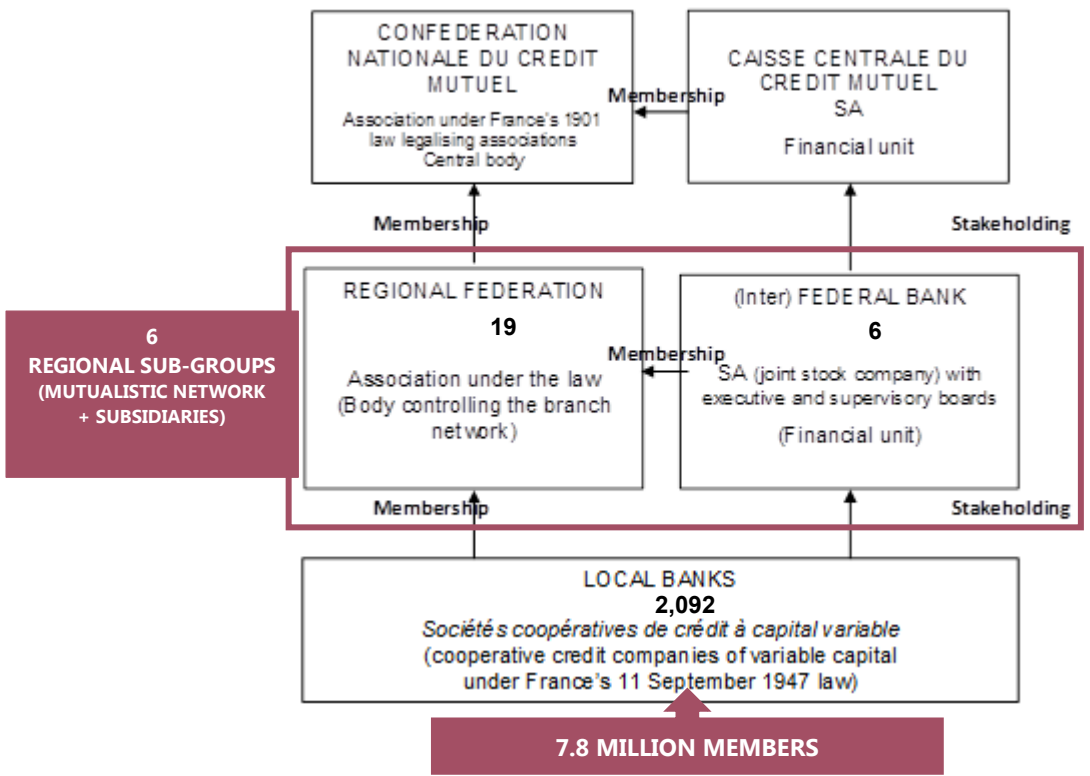 CONFEDERATION
NATIONALE DU CREDIT
MUTUEL
Association under France's 1901
law legalising associations
Central body
Membership
CAISSE CENTRALE DU
CREDIT MUTUEL
SA
Financial unit
Membership
Stakeholding
6
REGIONAL SUB-GROUPS
(MUTUALISTIC NETWORK
+ SUBSIDIARIES)
REGIONAL FEDERATION
19
Association under the law
(Body controlling the branch
network)
Membership
(Inter) FEDERAL BANK
6
SA (joint stock company) with
executive and supervisory boards
(Financial unit)
Membership
Stakeholding
LOCAL BANKS
2,092
Sociétés coopératives de crédit à capital variable
(cooperative credit companies of variable capital
under France's 11 September 1947 law)
7.8 MILLION MEMBERS